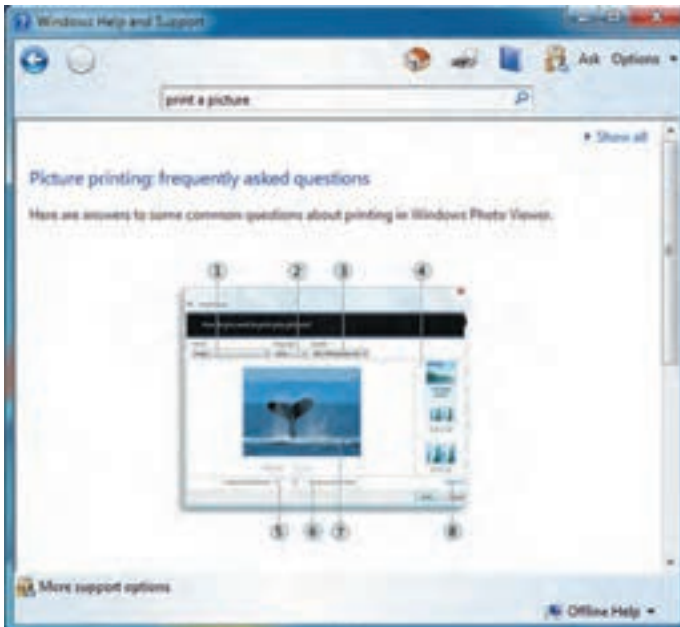 Windows Help and Support
Ask Options
print a picture
Show all
Picture printing: frequently asked questions
Here are answers to some common questions about printing in Windows Photo Viewer.
① ② ③ ④
⑤ ⑥ ⑦ ⑧
More support options
Offline Help